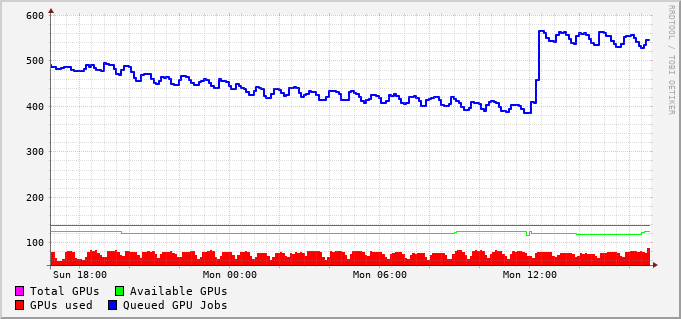 600
500
400
300
200
100
Sun 18:00 Mon 00:00 Mon 06:00 Mon 12:00
Total GPUs Available GPUs
GPUs used Queued GPU Jobs
RRDTOOL / TOBI OETIKER